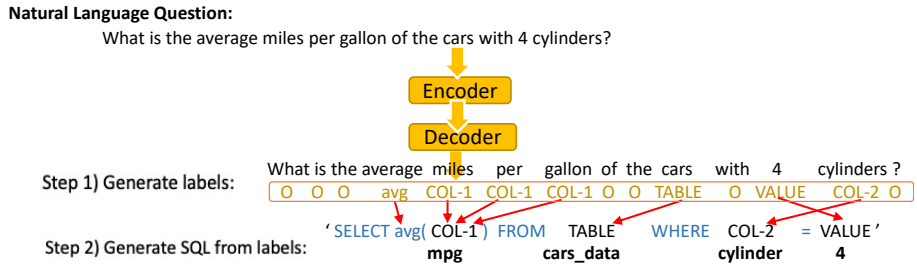 Natural Language Question:
What is the average miles per gallon of the cars with 4 cylinders?
Encoder
Decoder
What is the average miles per gallon of the cars with 4 cylinders ?
Step 1) Generate labels:
O O O avg COL-1 COL-1 COL-1 O O TABLE O VALUE COL-2 O
Step 2) Generate SQL from labels:
‘ SELECT avg( COL-1 ) FROM TABLE WHERE COL-2 = VALUE ’
mpg cars_data cylinder 4